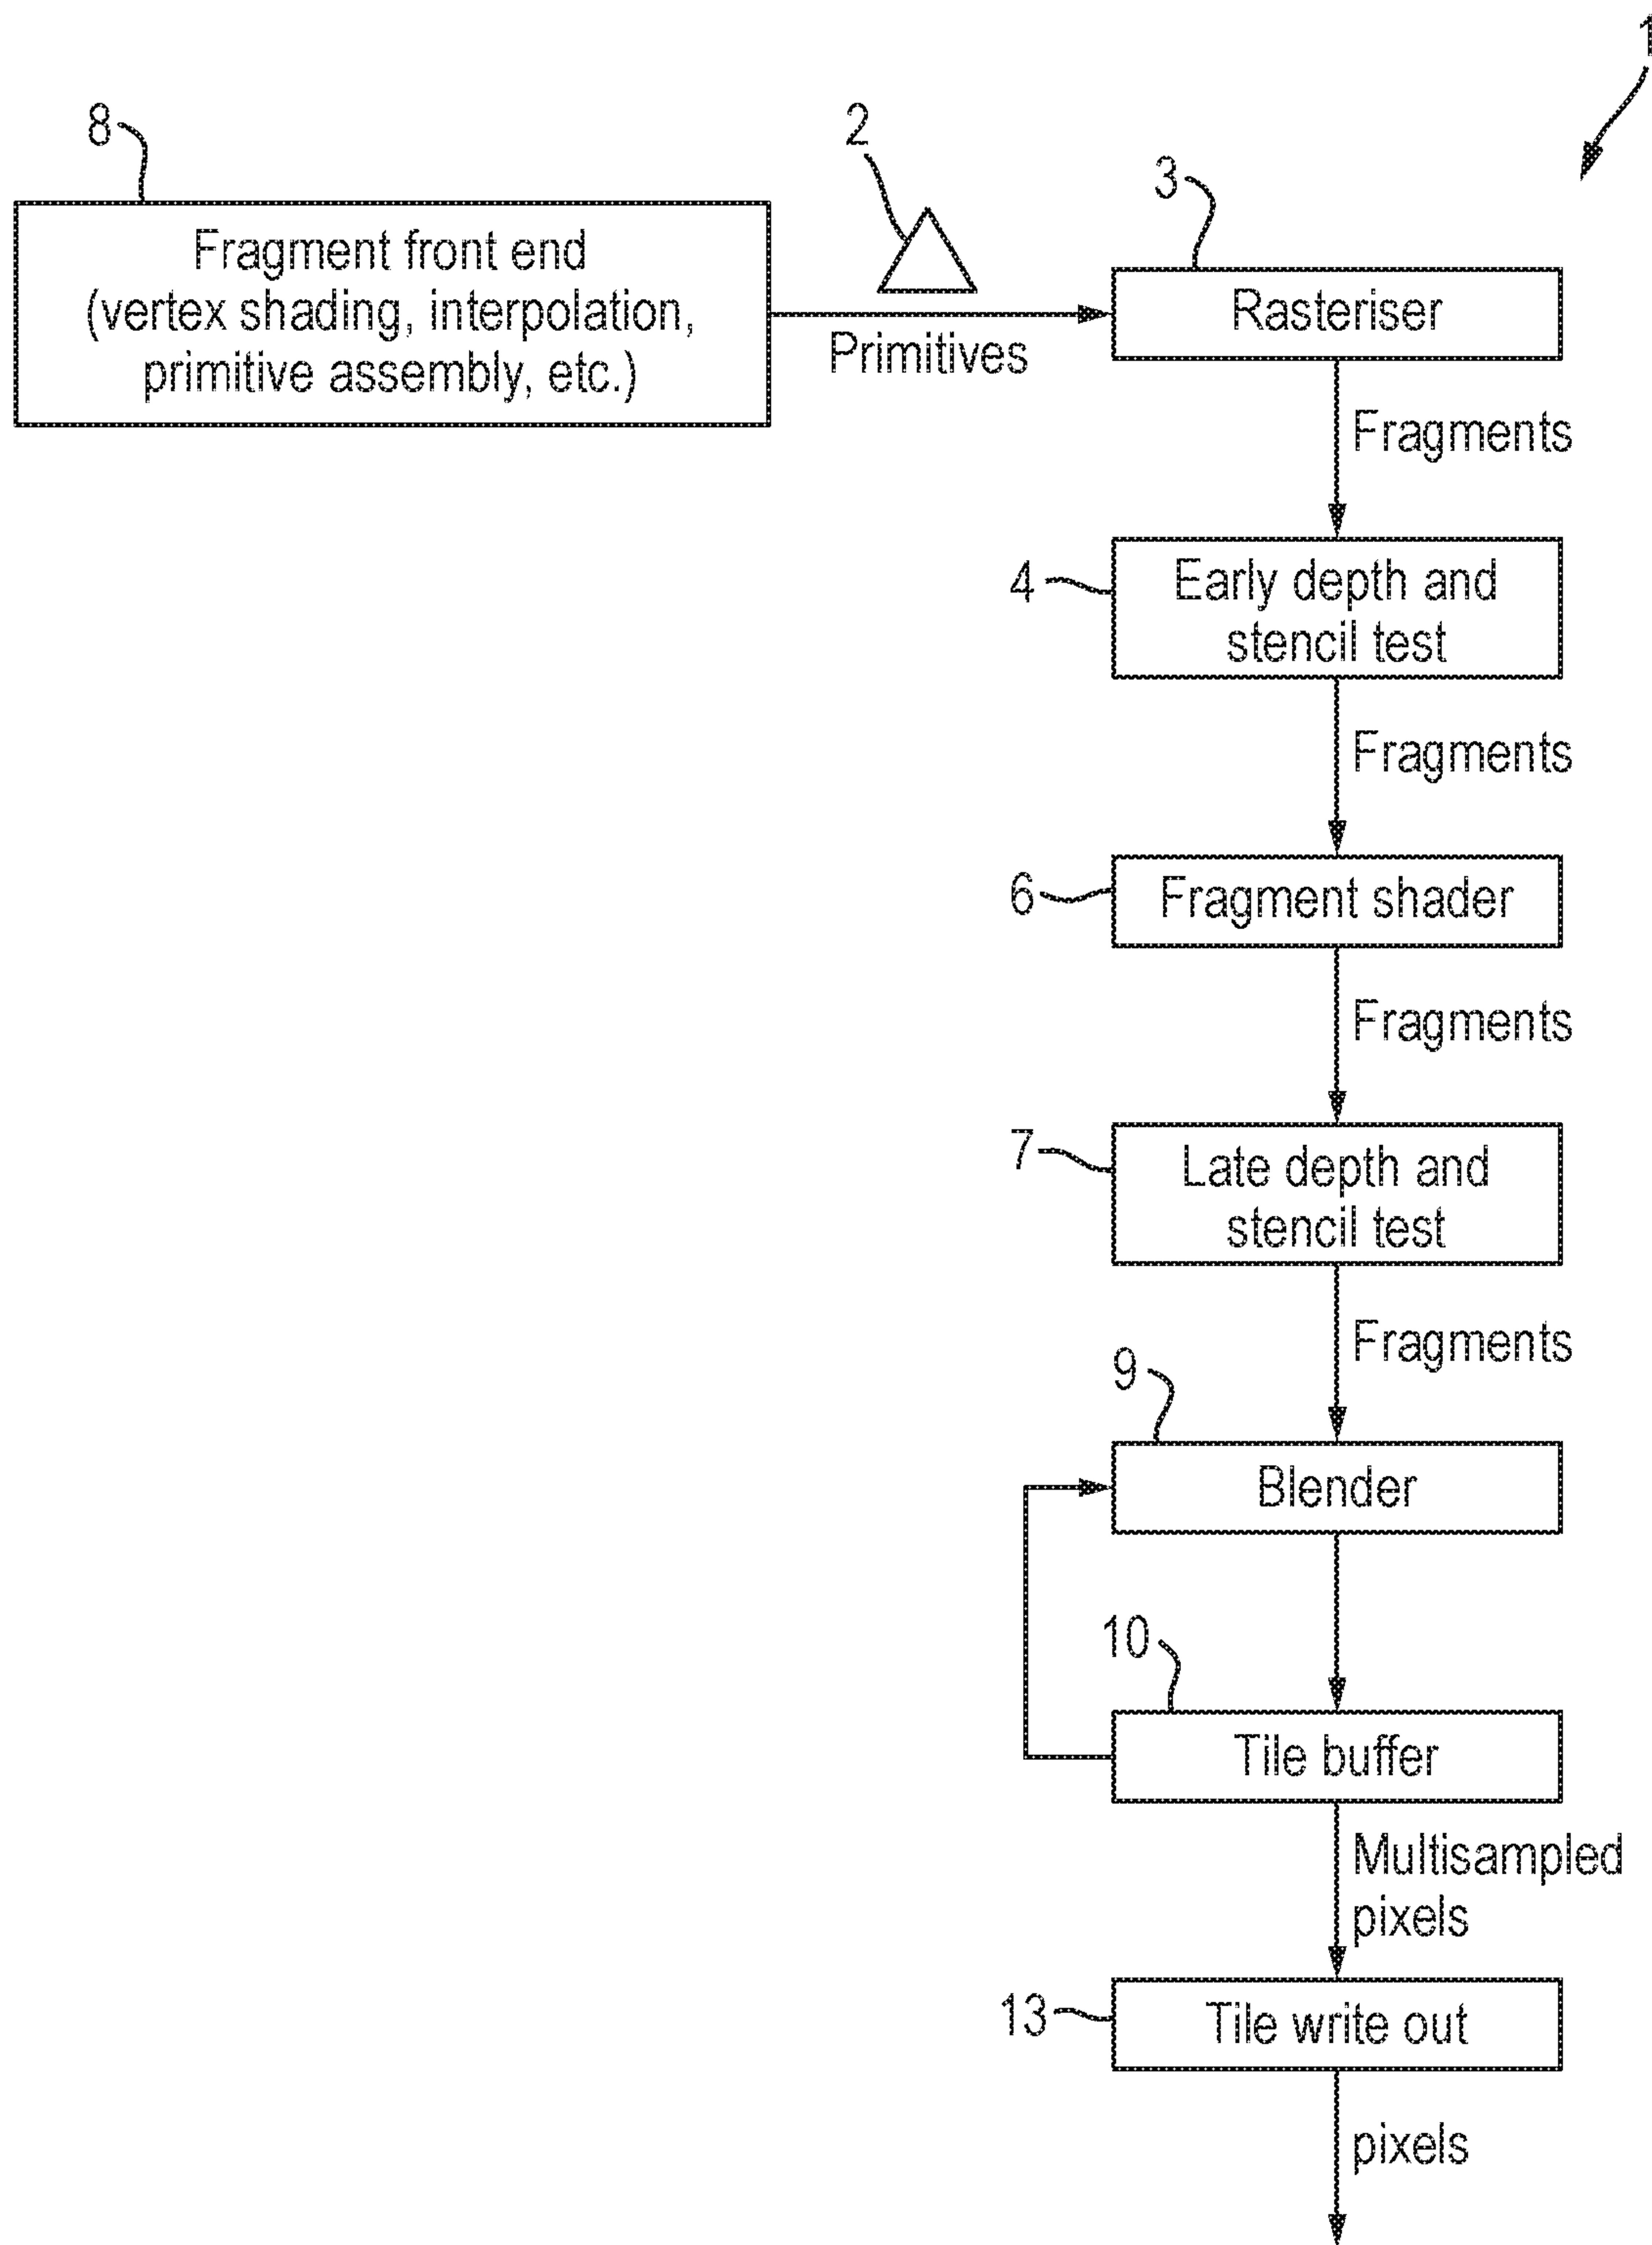 1
8
2
3
Fragment front end
(vertex shading, interpolation,
primitive assembly, etc.)
Primitives
Rasteriser
Fragments
4
Early depth and
stencil test
Fragments
6
Fragment shader
Fragments
7
Late depth and
stencil test
Fragments
9
Blender
10
Tile buffer
Multisampled
pixels
13
Tile write out
pixels